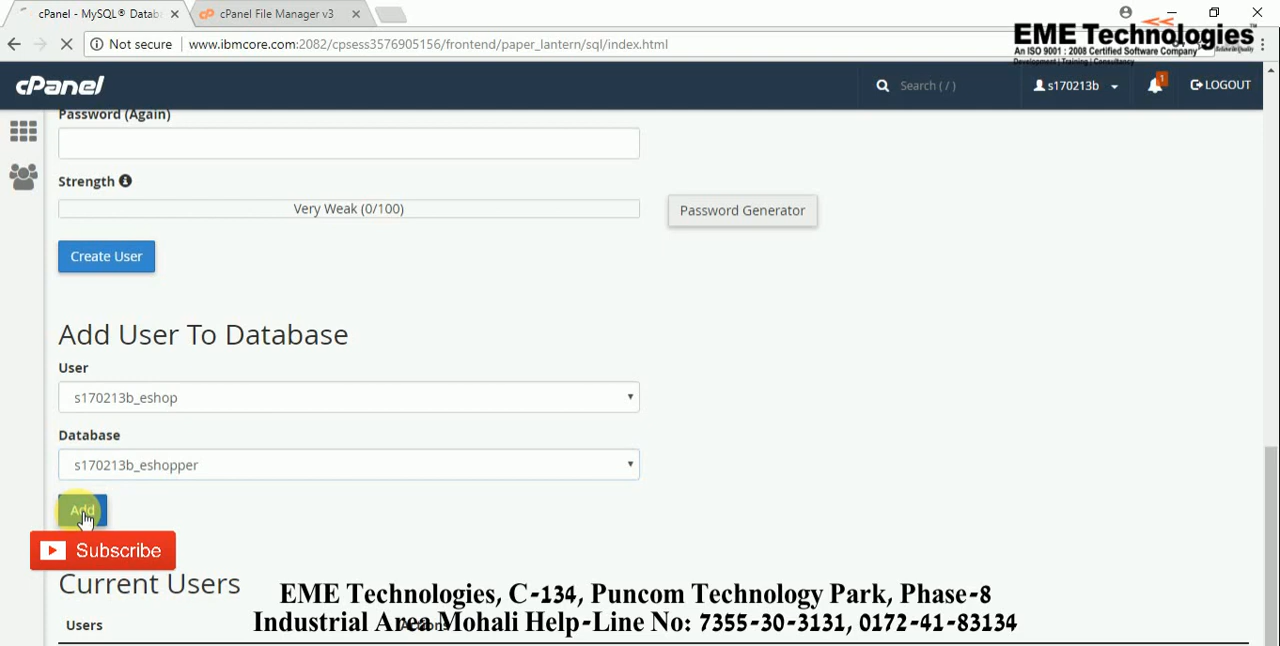 cPanel - MySQL® Datab
cPanel File Manager v3
Not secure
www.ibmcore.com:2082/cpsess3576905156/frontend/paper_lantern/sql/index.html
EME Technologies
An ISO 9001 : 2008 Certified Software Company
Development | Training | Consultancy
cPanel
Search ( / )
s170213b
1
LOGOUT
Password (Again)
Strength
Very Weak (0/100)
Password Generator
Create User
Add User To Database
User
s170213b_eshop
Database
s170213b_eshopper
Add
Subscribe
Current Users
EME Technologies, C-134, Puncom Technology Park, Phase-8
Industrial Area Mohali Help-Line No: 7355-30-3131, 0172-41-83134
Users